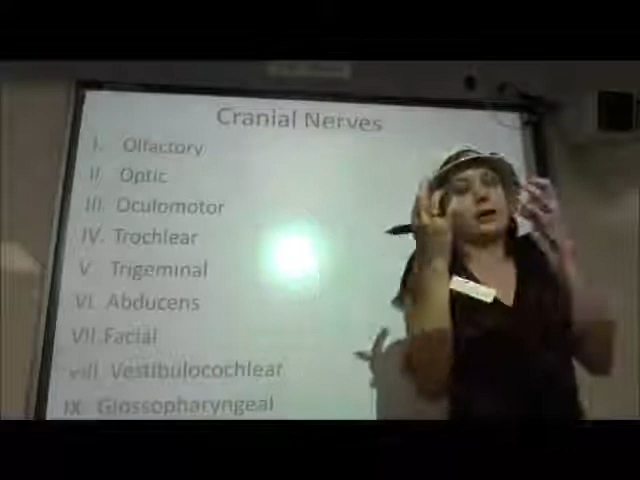 Cranial Nerves
I. Olfactory
II. Optic
III. Oculomotor
IV. Trochlear
V Trigeminal
VI. Abducens
VII. Facial
viii. Vestibulocochlear
IX Glossopharyngeal